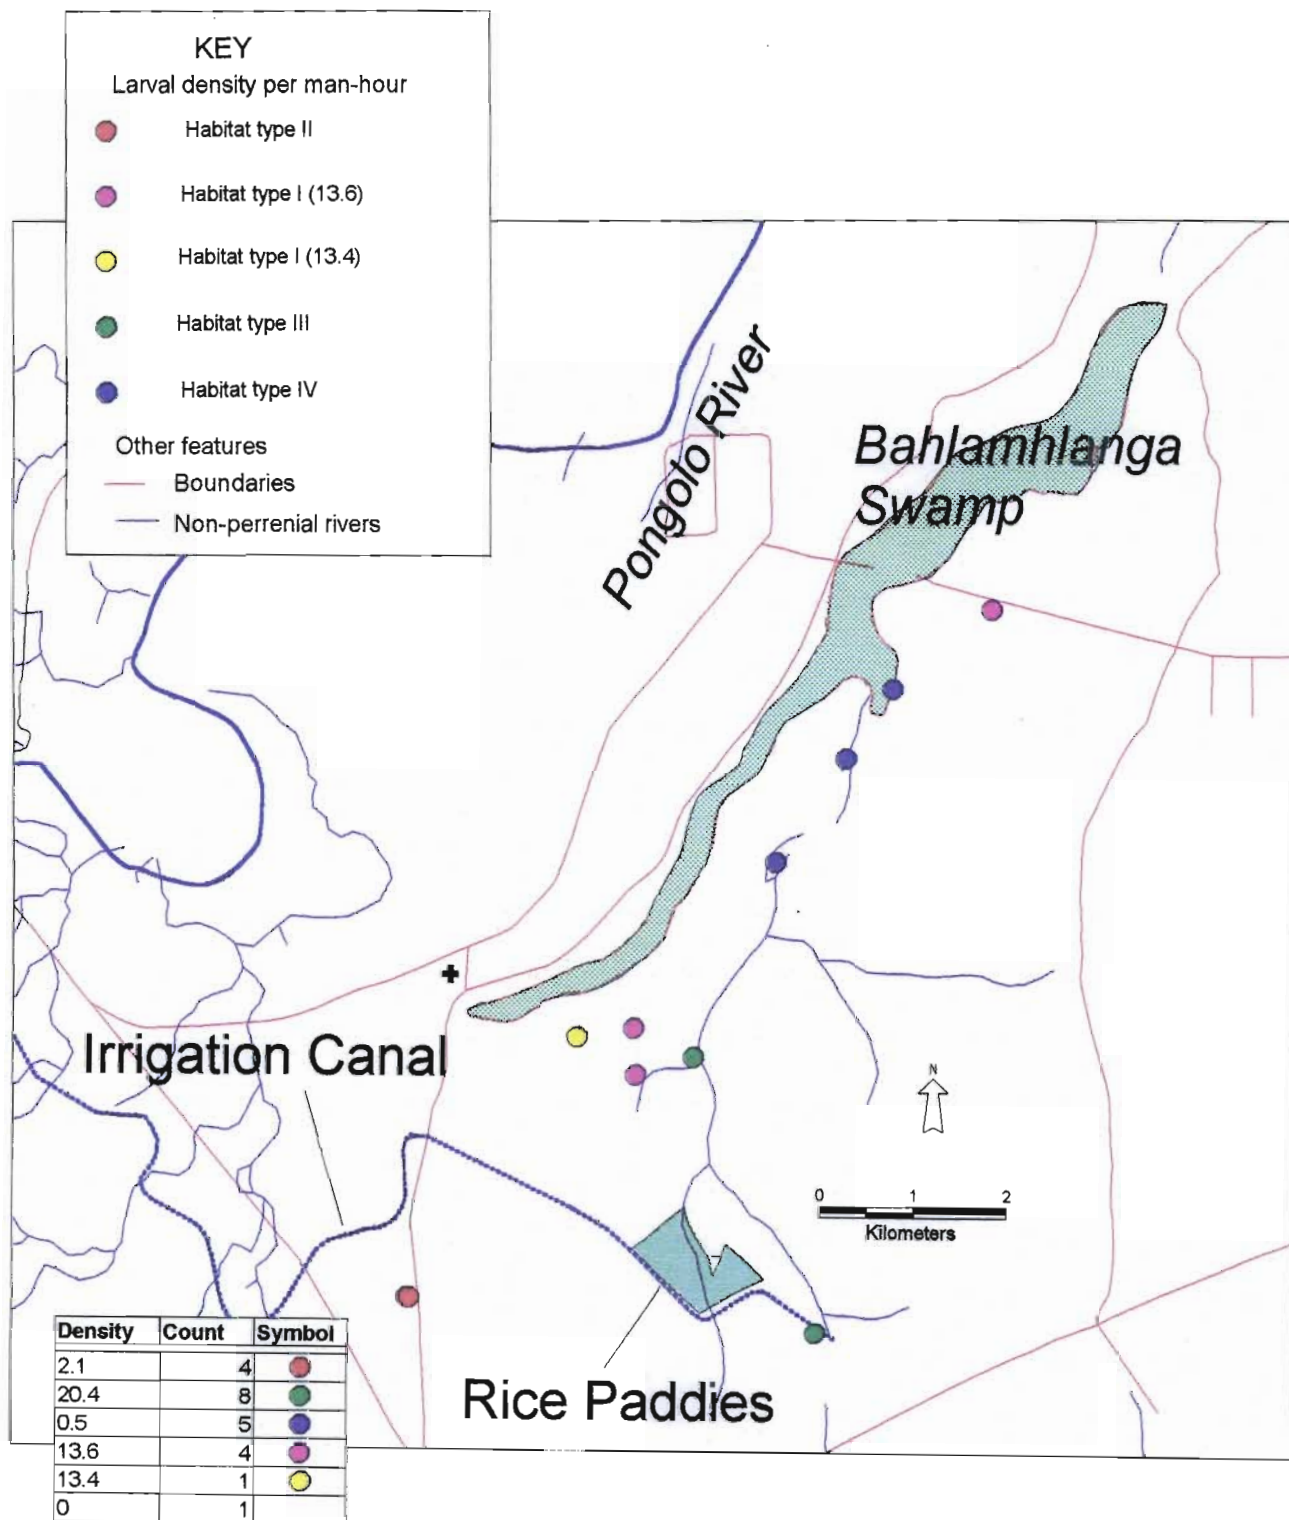 KEY
Larval density per man-hour
Habitat type II
Habitat type I (13.6)
Habitat type I (13.4)
Habitat type III
Habitat type IV
Other features
Boundaries
Non-perrenial rivers
Pongolo River
Bahlamhlanga
Swamp
Irrigation Canal
N
0 1 2
Kilometers
Rice Paddies
Density Count Symbol
2.1 4
20.4 8
0.5 5
13.6 4
13.4 1
0 1